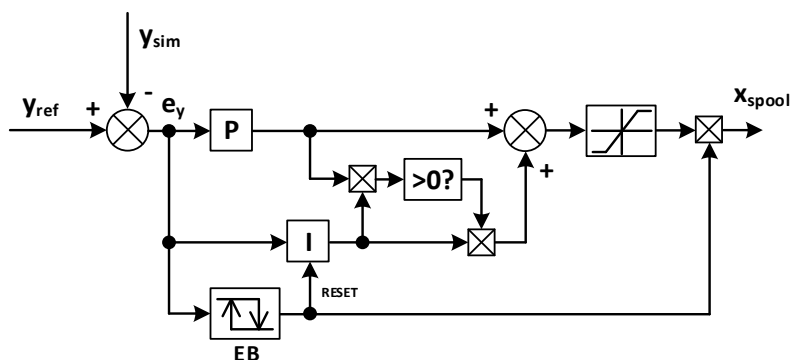 y_sim
y_ref
+
-
e_y
P
+
+
>0?
x_spool
I
RESET
EB